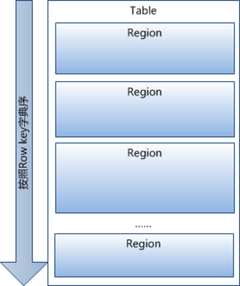 Table
按照Row key字典序
Region
Region
Region
......
Region